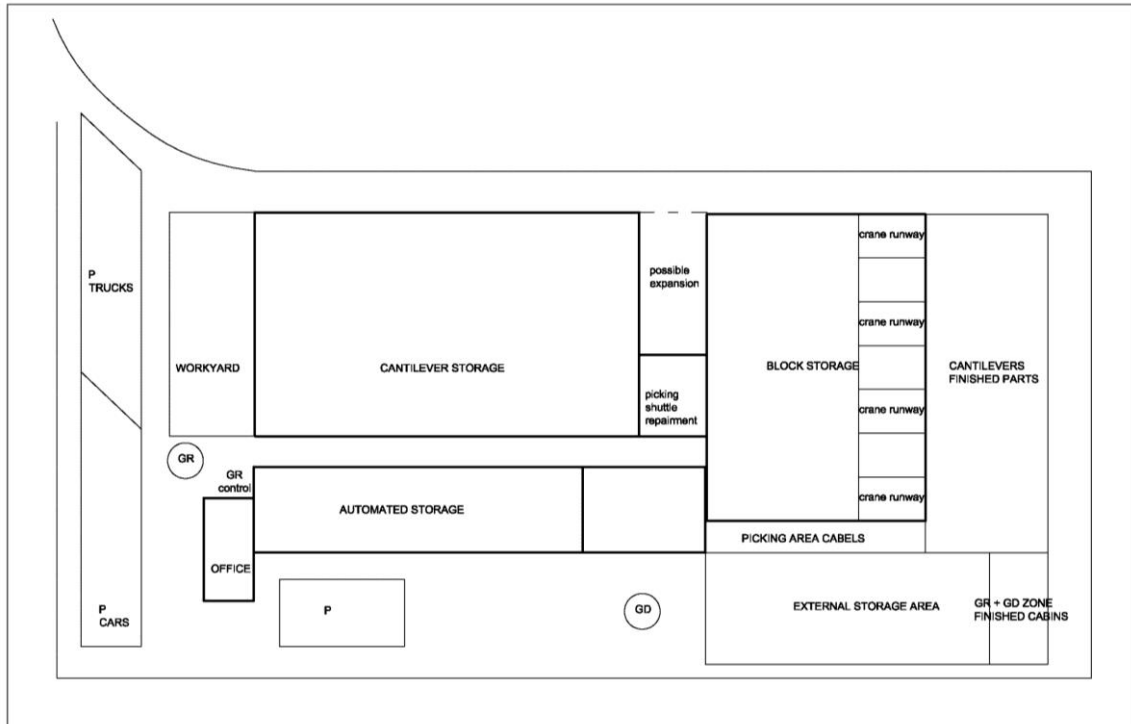 crane runway
possible
expansion
P
TRUCKS
crane runway
WORKYARD
CANTILEVER STORAGE
BLOCK STORAGE
CANTILEVERS
FINISHED PARTS
picking
shuttle
repairment
crane runway
GR
GR
control
crane runway
AUTOMATED STORAGE
PICKING AREA CABELS
OFFICE
P
CARS
P
GD
EXTERNAL STORAGE AREA
GR + GD ZONE
FINISHED CABINS